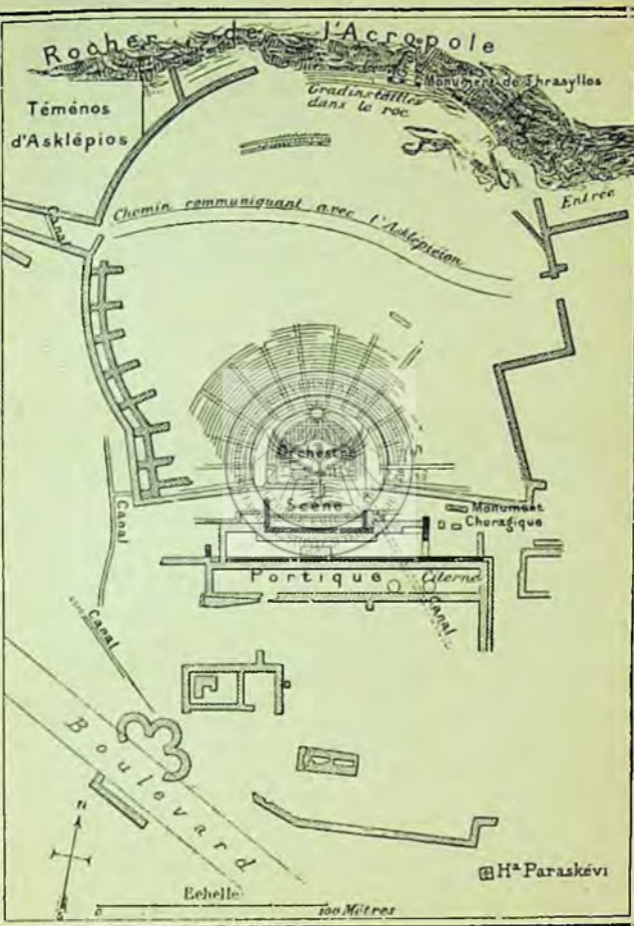 Rocher de l'Acropole
Monument de Thrasyllos
Gradins taillés
dans le roc
Téménos
d'Asklépios
Entrée
Canal
Chemin communiquant avec l'Asklépieion
Orchestre
Scène
Monument
Choragique
Canal
Portique
Citerne
Canal
Canal
Boulevard
N
S
Hª Paraskévi
Echelle
0
100 Mètres